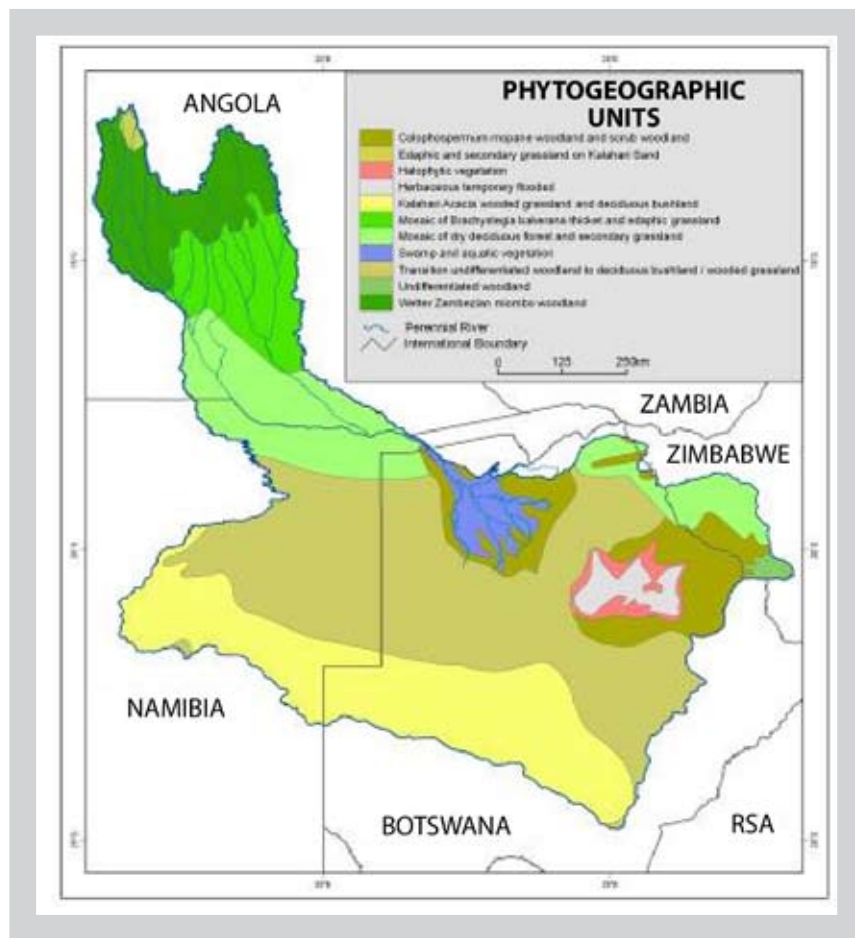 PHYTOGEOGRAPHIC
UNITS
Colophospermum mopane woodland and scrub woodland
Edaphic and secondary grassland on Kalahari Sand
Halophytic vegetation
Herbaceous temporary flooded
Kalahari Acacia wooded grassland and deciduous bushland
Mosaic of Brachystegia bakerana thicket and edaphic grassland
Mosaic of dry deciduous forest and secondary grassland
Swamp and aquatic vegetation
Transition undifferentiated woodland to deciduous bushland / wooded grassland
Undifferentiated woodland
Wetter Zambezian miombo woodland
Perennial River
International Boundary
0 125 250km
ANGOLA
ZAMBIA
ZIMBABWE
NAMIBIA
BOTSWANA
RSA